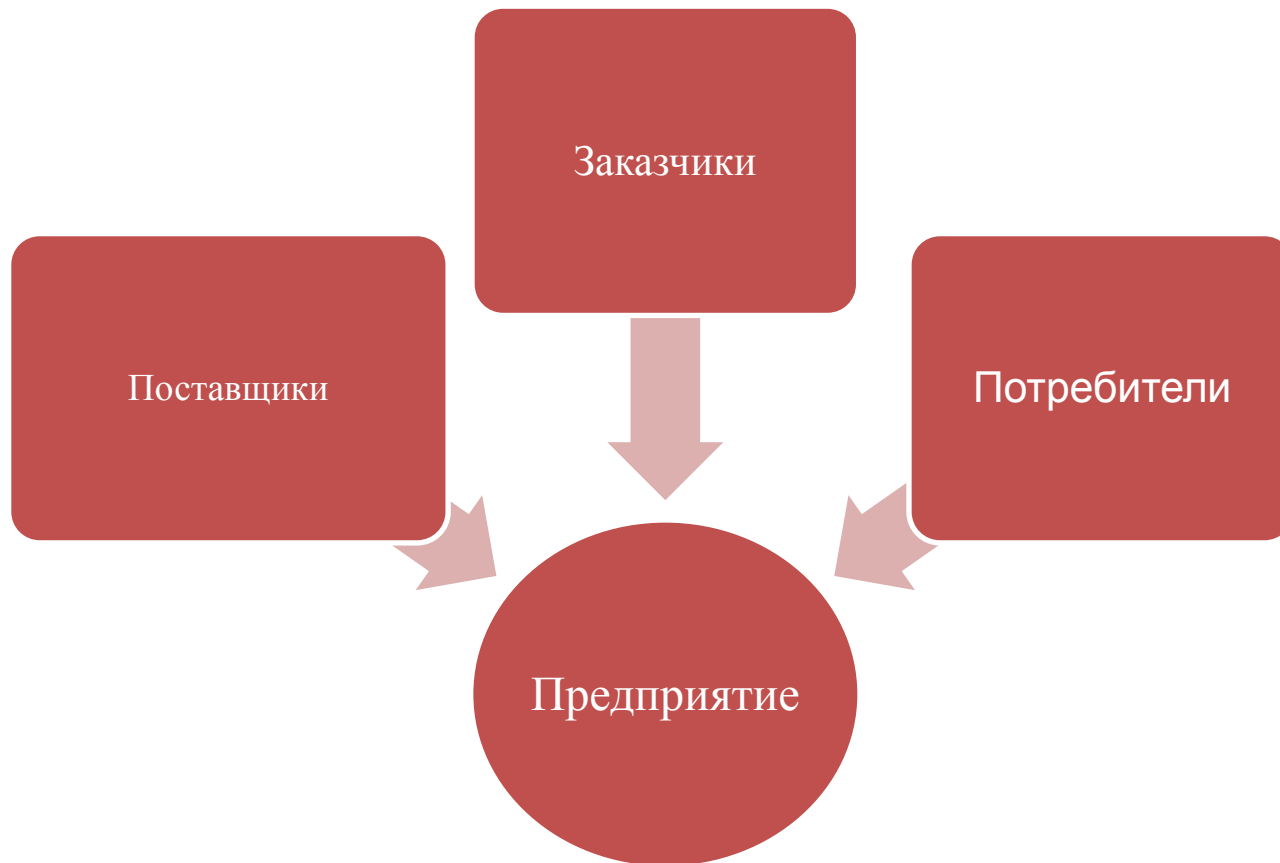 Заказчики
Поставщики
Потребители
Предприятие